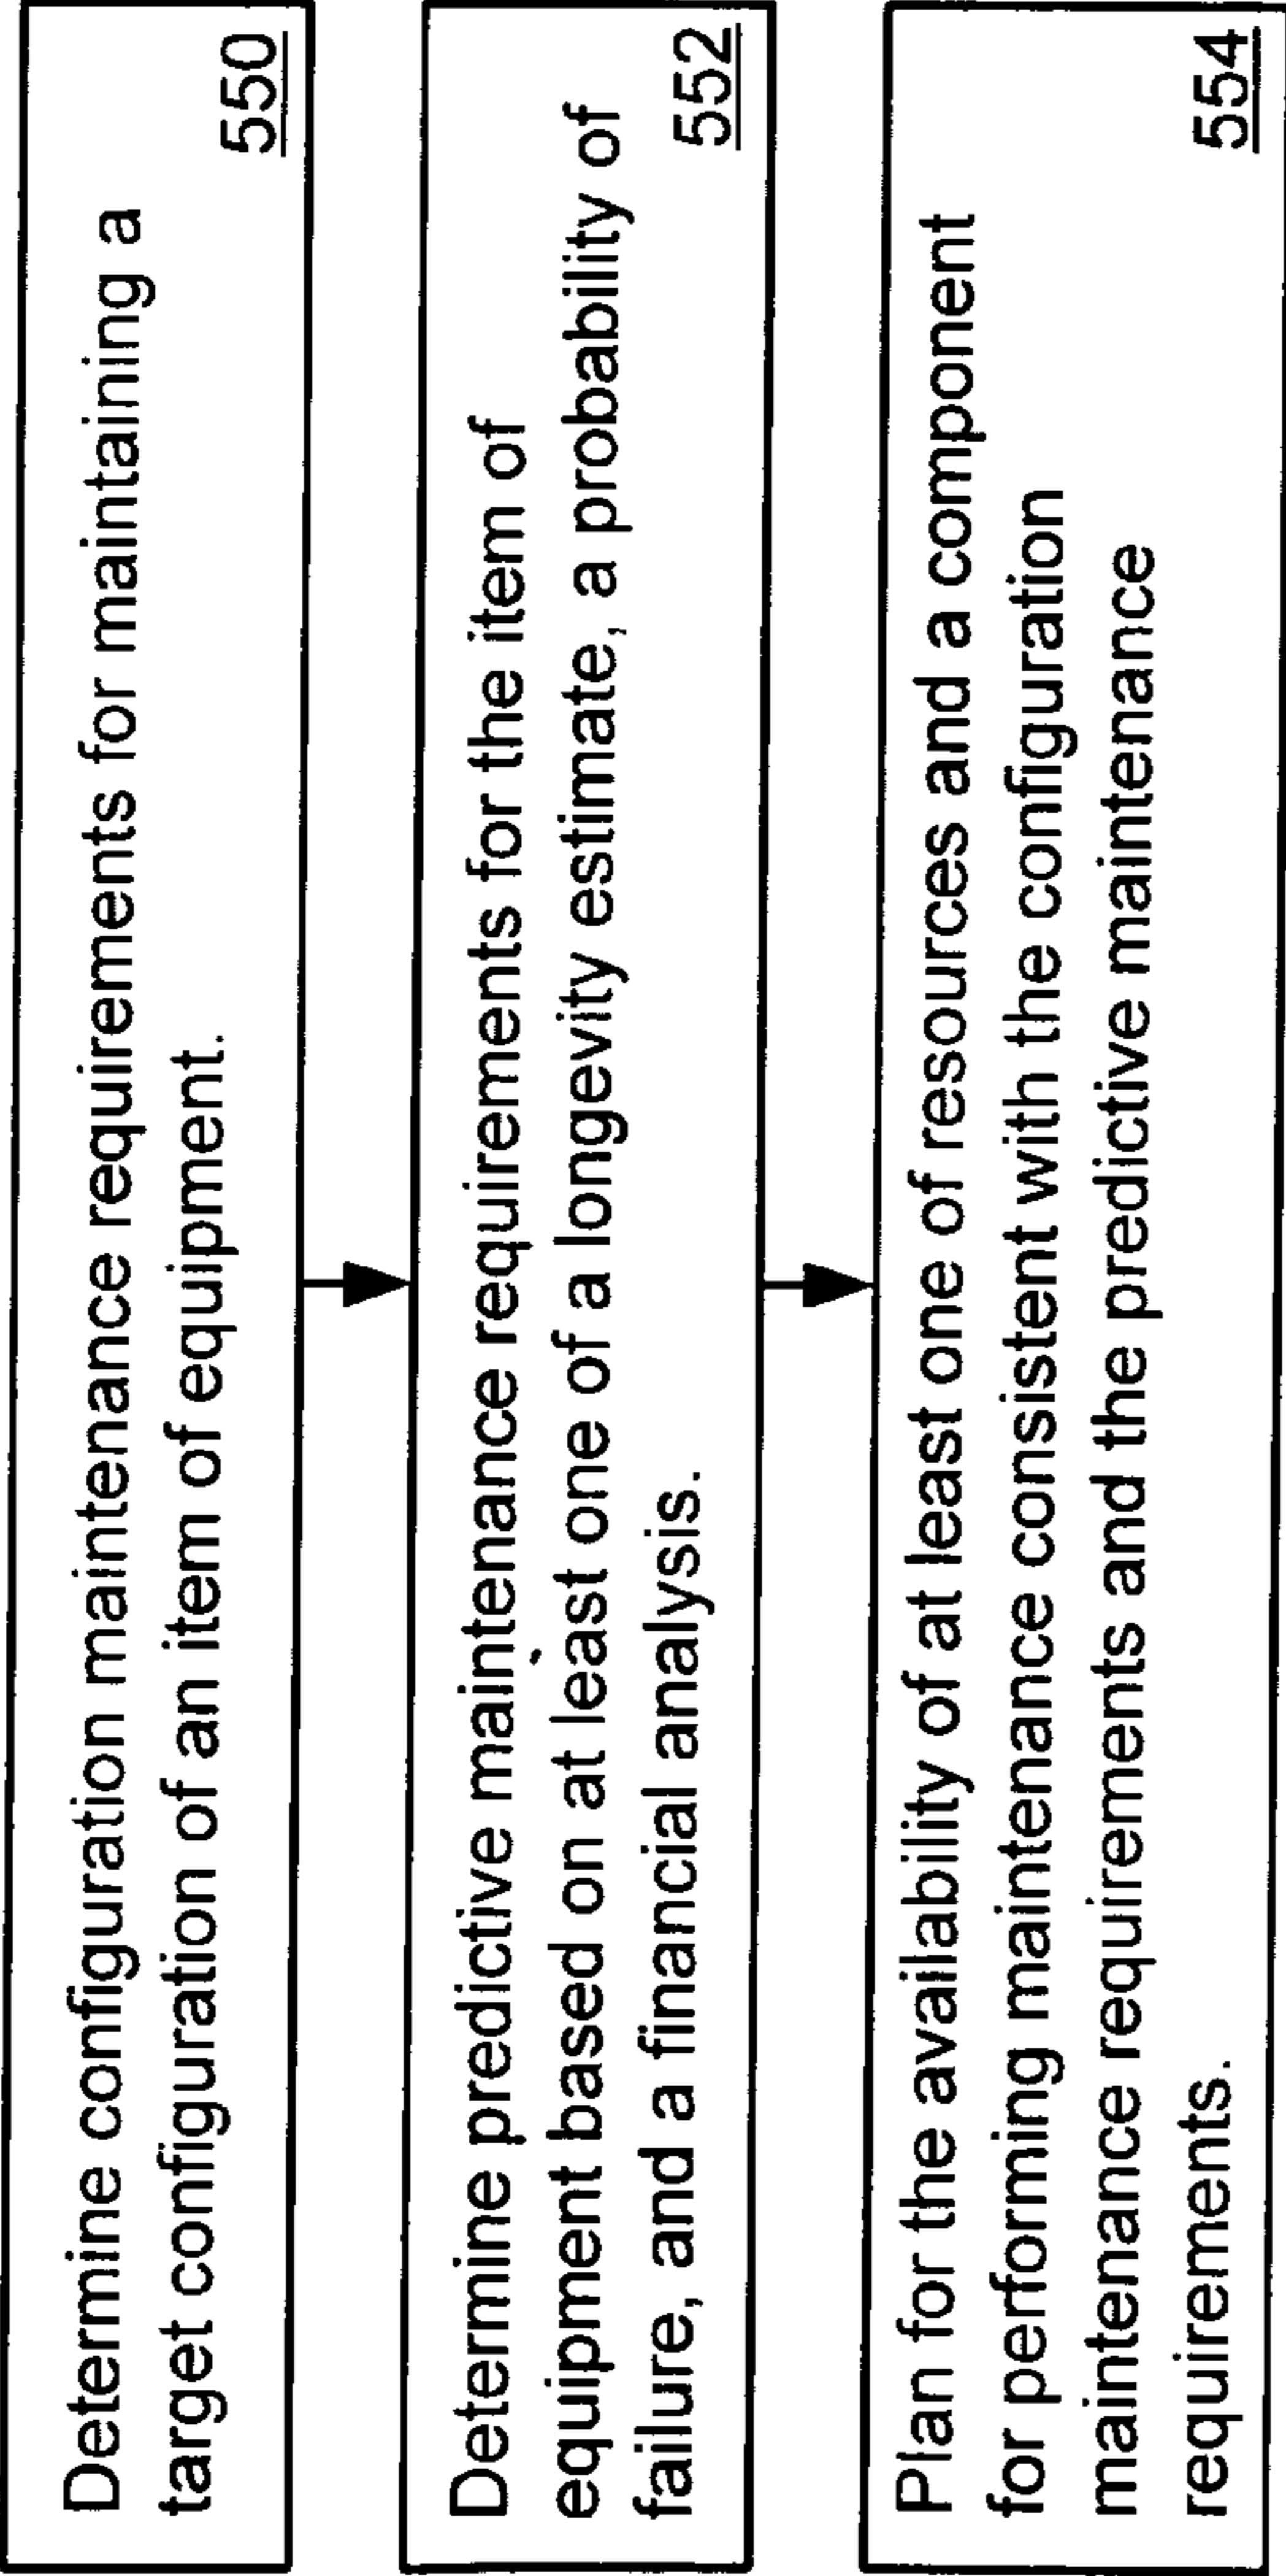 Determine configuration maintenance requirements for maintaining a
target configuration of an item of equipment.
550
Determine predictive maintenance requirements for the item of
equipment based on at least one of a longevity estimate, a probability of
failure, and a financial analysis.
552
Plan for the availability of at least one of resources and a component
for performing maintenance consistent with the configuration
maintenance requirements and the predictive maintenance
requirements.
554